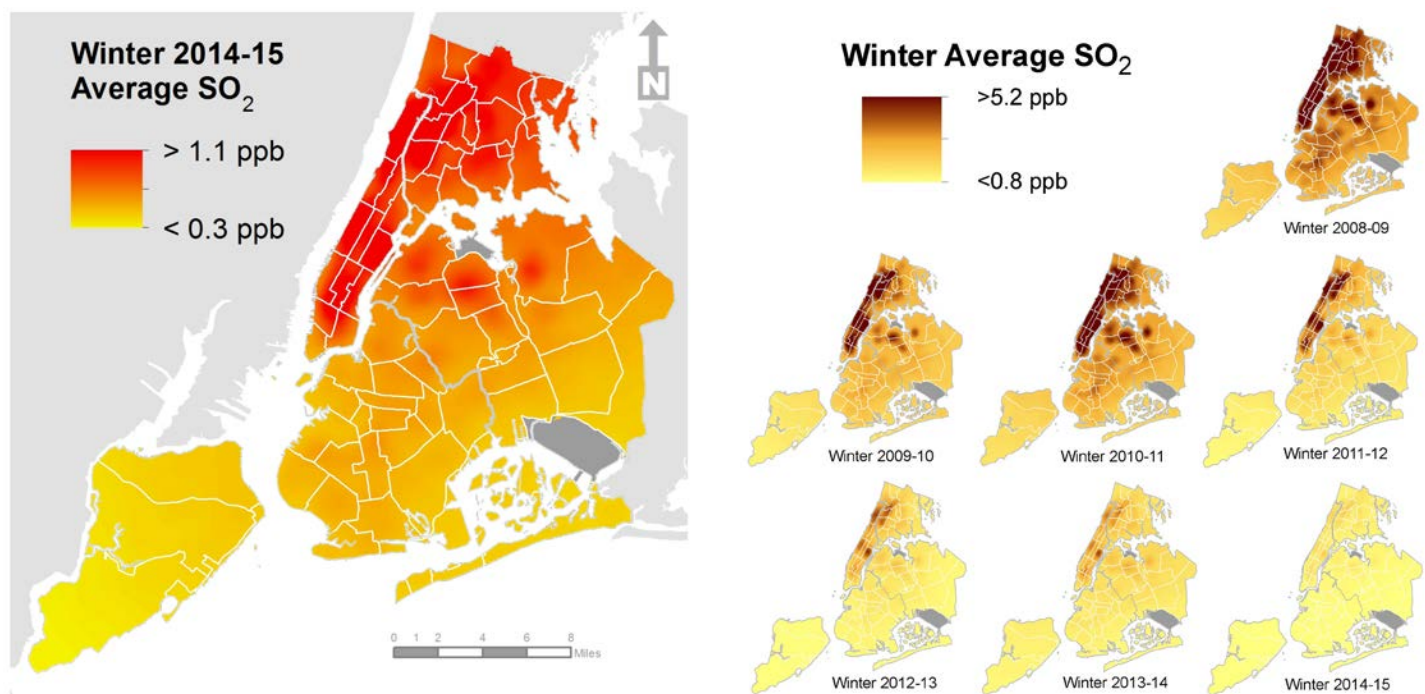 Winter 2014-15
Average SO₂
> 1.1 ppb
< 0.3 ppb
N
0 1 2 4 6 8
Miles
Winter Average SO₂
>5.2 ppb
<0.8 ppb
Winter 2008-09
Winter 2009-10
Winter 2010-11
Winter 2011-12
Winter 2012-13
Winter 2013-14
Winter 2014-15